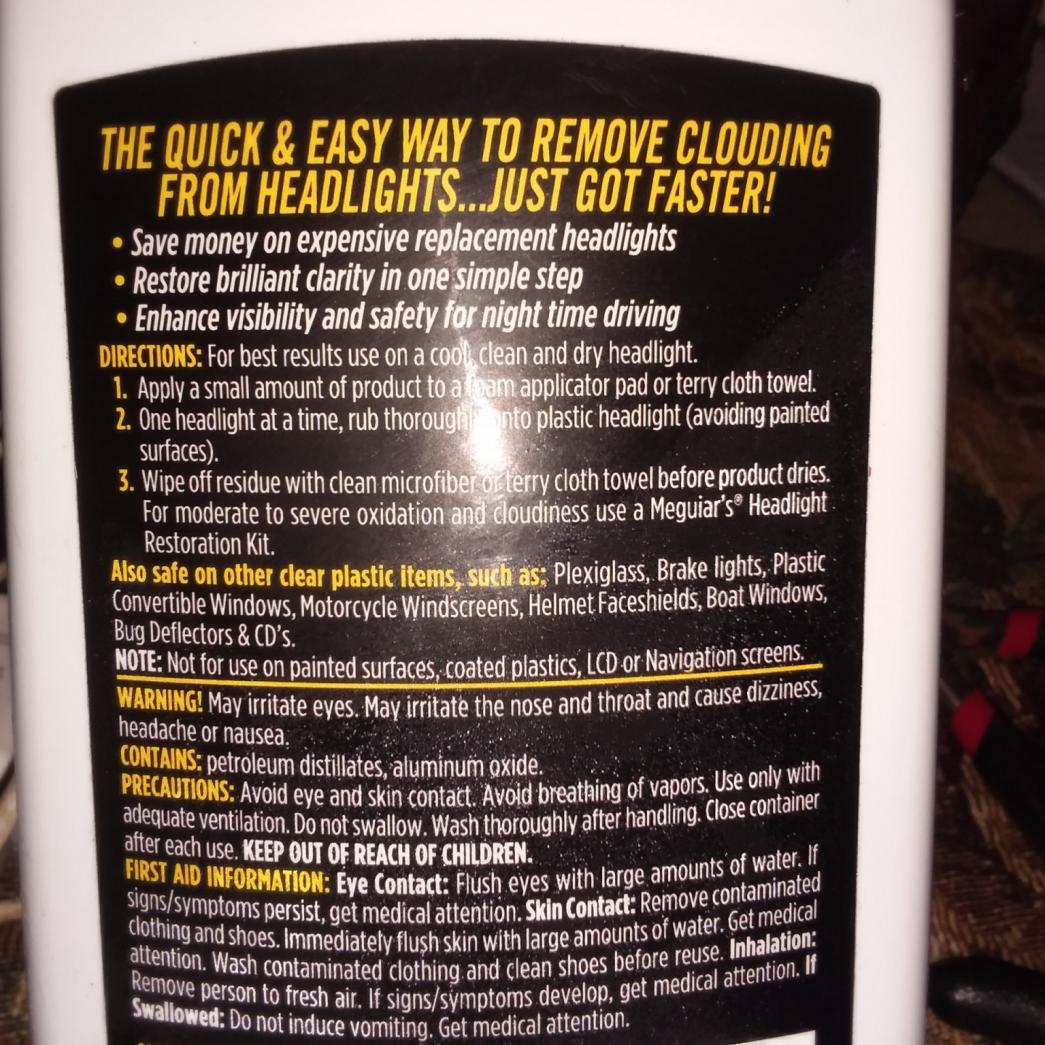 THE QUICK & EASY WAY TO REMOVE CLOUDING
FROM HEADLIGHTS...JUST GOT FASTER!
• Save money on expensive replacement headlights
• Restore brilliant clarity in one simple step
• Enhance visibility and safety for night time driving
DIRECTIONS: For best results use on a cool, clean and dry headlight.
1. Apply a small amount of product to a foam applicator pad or terry cloth towel.
2. One headlight at a time, rub thoroughly onto plastic headlight (avoiding painted
surfaces).
3. Wipe off residue with clean microfiber or terry cloth towel before product dries.
For moderate to severe oxidation and cloudiness use a Meguiar's® Headlight
Restoration Kit.
Also safe on other clear plastic items, such as: Plexiglass, Brake lights, Plastic
Convertible Windows, Motorcycle Windscreens, Helmet Faceshields, Boat Windows,
Bug Deflectors & CD's.
NOTE: Not for use on painted surfaces, coated plastics, LCD or Navigation screens.
WARNING! May irritate eyes. May irritate the nose and throat and cause dizziness,
headache or nausea.
CONTAINS: petroleum distillates, aluminum oxide.
PRECAUTIONS: Avoid eye and skin contact. Avoid breathing of vapors. Use only with
adequate ventilation. Do not swallow. Wash thoroughly after handling. Close container
after each use. KEEP OUT OF REACH OF CHILDREN.
FIRST AID INFORMATION: Eye Contact: Flush eyes with large amounts of water. If
signs/symptoms persist, get medical attention. Skin Contact: Remove contaminated
clothing and shoes. Immediately flush skin with large amounts of water. Get medical
attention. Wash contaminated clothing and clean shoes before reuse. Inhalation:
Remove person to fresh air. If signs/symptoms develop, get medical attention. If
Swallowed: Do not induce vomiting. Get medical attention.